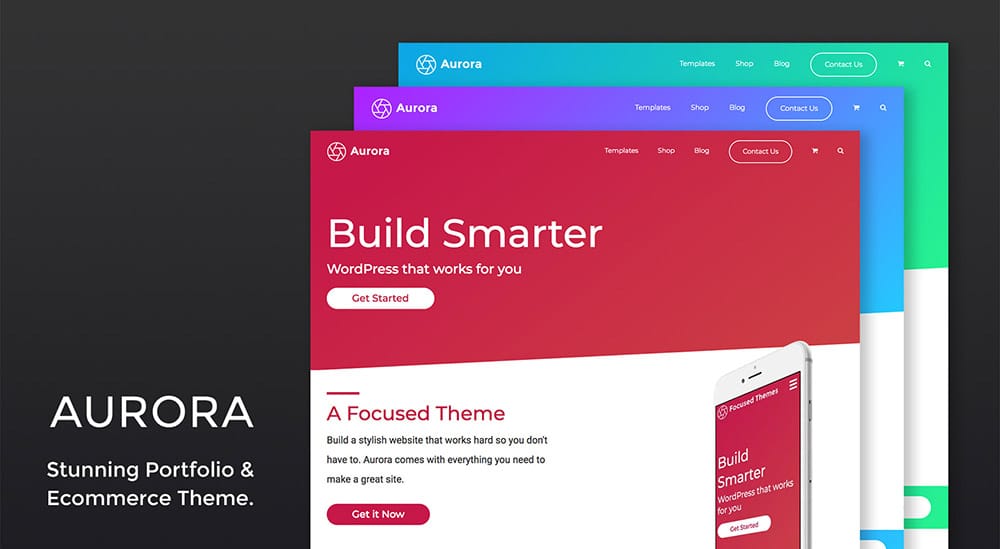 Aurora
Templates
Shop
Blog
Contact Us
Aurora
Templates
Shop
Blog
Contact Us
Aurora
Templates
Shop
Blog
Contact Us
Build Smarter
WordPress that works for you
Get Started
AURORA
Stunning Portfolio &
Ecommerce Theme.
A Focused Theme
Build a stylish website that works hard so you don't
have to. Aurora comes with everything you need to
make a great site.
Get it Now
Focused Themes
Build
Smarter
WordPress that works
for you
Get Started